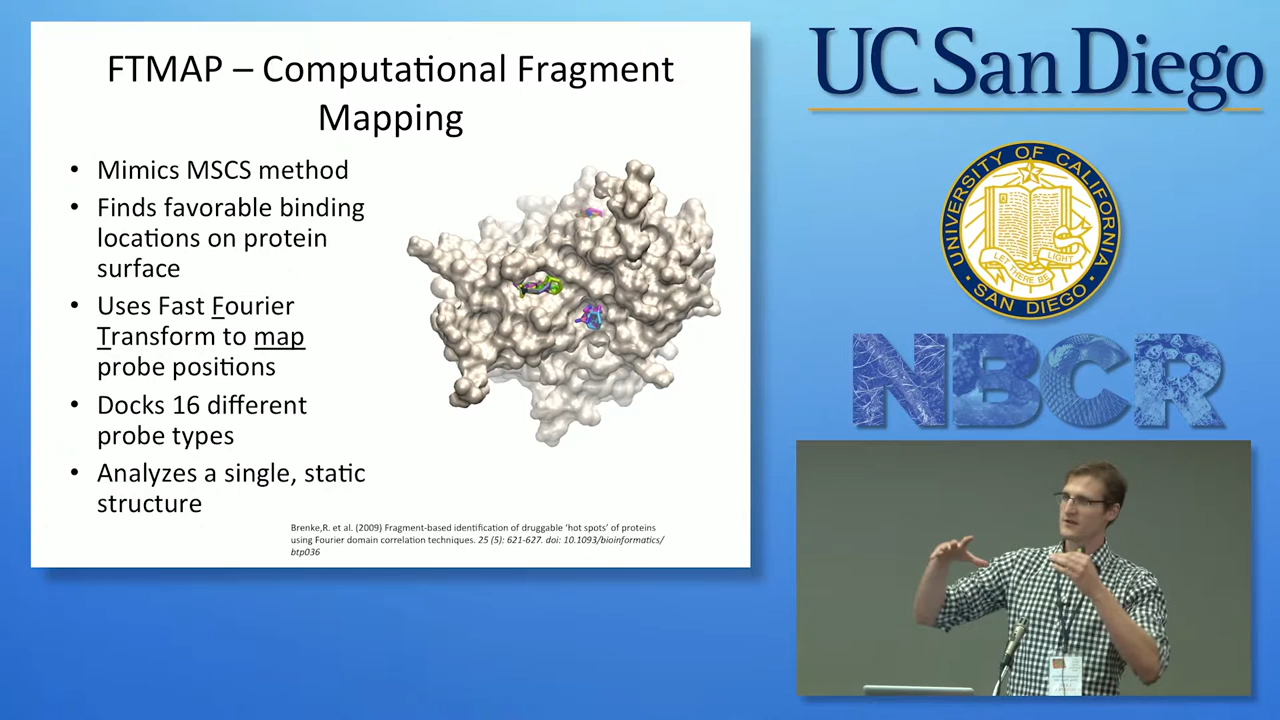 FTMAP – Computational Fragment
Mapping
• Mimics MSCS method
• Finds favorable binding
locations on protein
surface
• Uses Fast Fourier
Transform to map
probe positions
• Docks 16 different
probe types
• Analyzes a single, static
structure
Brenke,R. et al. (2009) Fragment-based identification of druggable ‘hot spots’ of proteins
using Fourier domain correlation techniques. 25 (5): 621-627. doi: 10.1093/bioinformatics/
btp036
UC San Diego
UNIVERSITY OF CALIFORNIA
LET THERE BE LIGHT
• SAN DIEGO •
NBCR